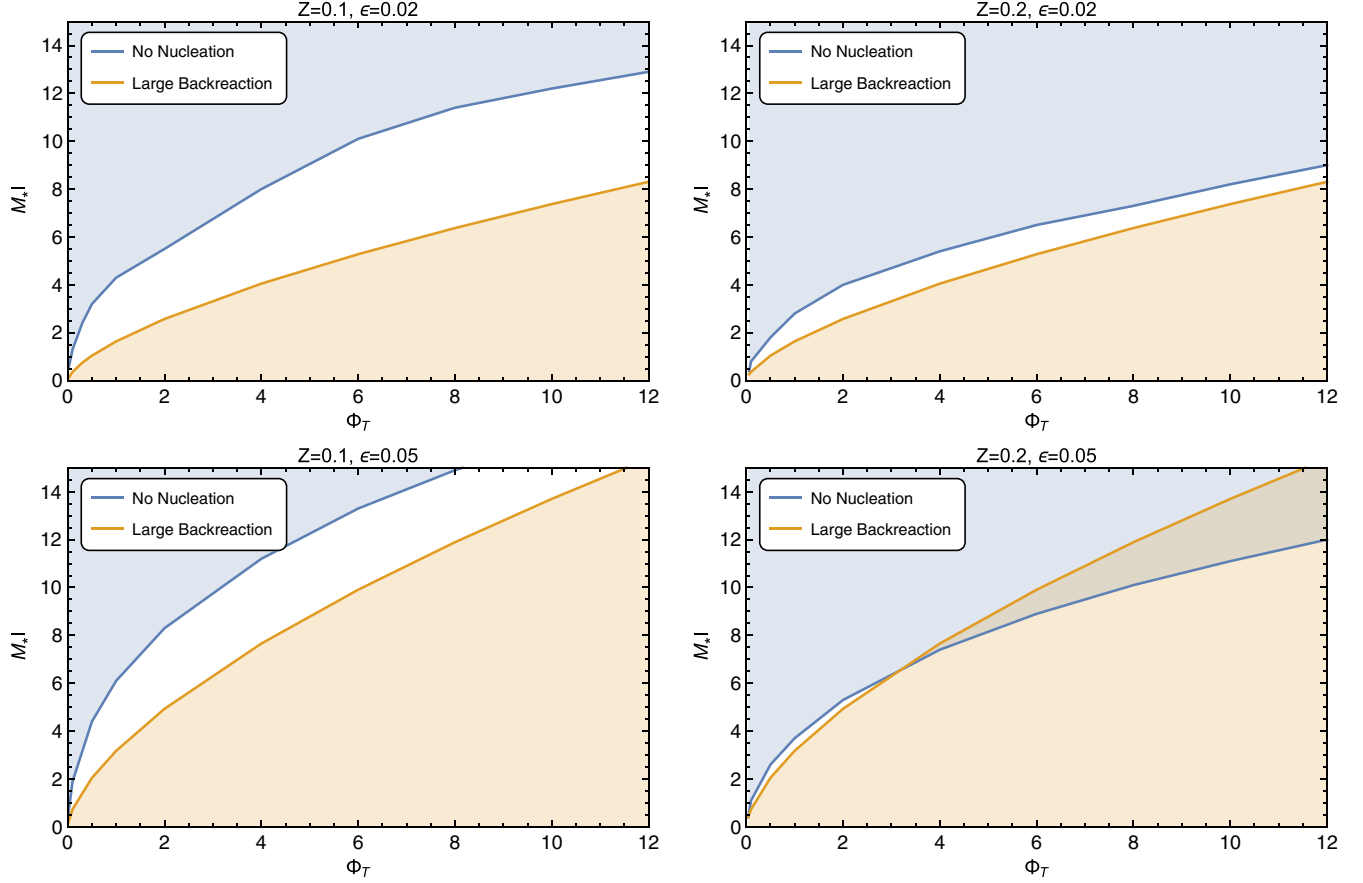 Z=0.1, ϵ=0.02
No Nucleation
Large Backreaction
14
12
10
8
6
4
2
0
M⁎l
0 2 4 6 8 10 12
Φ_T
Z=0.2, ϵ=0.02
No Nucleation
Large Backreaction
14
12
10
8
6
4
2
0
M⁎l
0 2 4 6 8 10 12
Φ_T
Z=0.1, ϵ=0.05
No Nucleation
Large Backreaction
14
12
10
8
6
4
2
0
M⁎l
0 2 4 6 8 10 12
Φ_T
Z=0.2, ϵ=0.05
No Nucleation
Large Backreaction
14
12
10
8
6
4
2
0
M⁎l
0 2 4 6 8 10 12
Φ_T